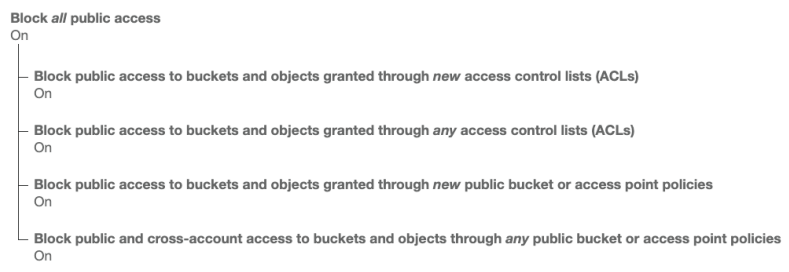 Block all public access
On
Block public access to buckets and objects granted through new access control lists (ACLs)
On
Block public access to buckets and objects granted through any access control lists (ACLs)
On
Block public access to buckets and objects granted through new public bucket or access point policies
On
Block public and cross-account access to buckets and objects through any public bucket or access point policies
On